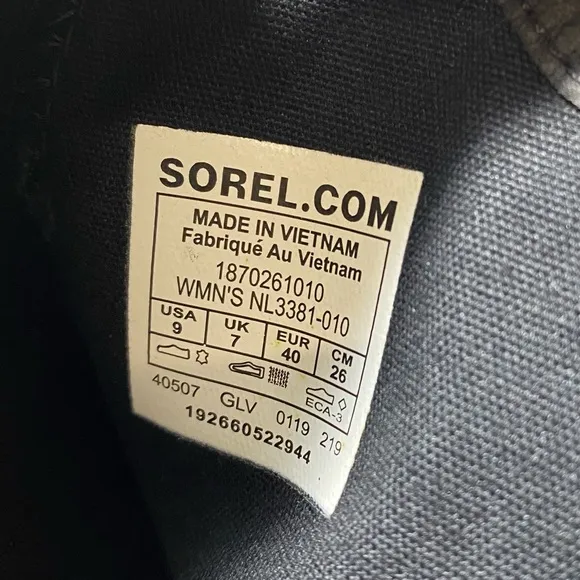 SOREL.COM
MADE IN VIETNAM
Fabriqué Au Vietnam
1870261010
WMN'S NL3381-010
USA UK EUR CM
9 7 40 26
ECA-3
40507 GLV 0119 219
192660522944